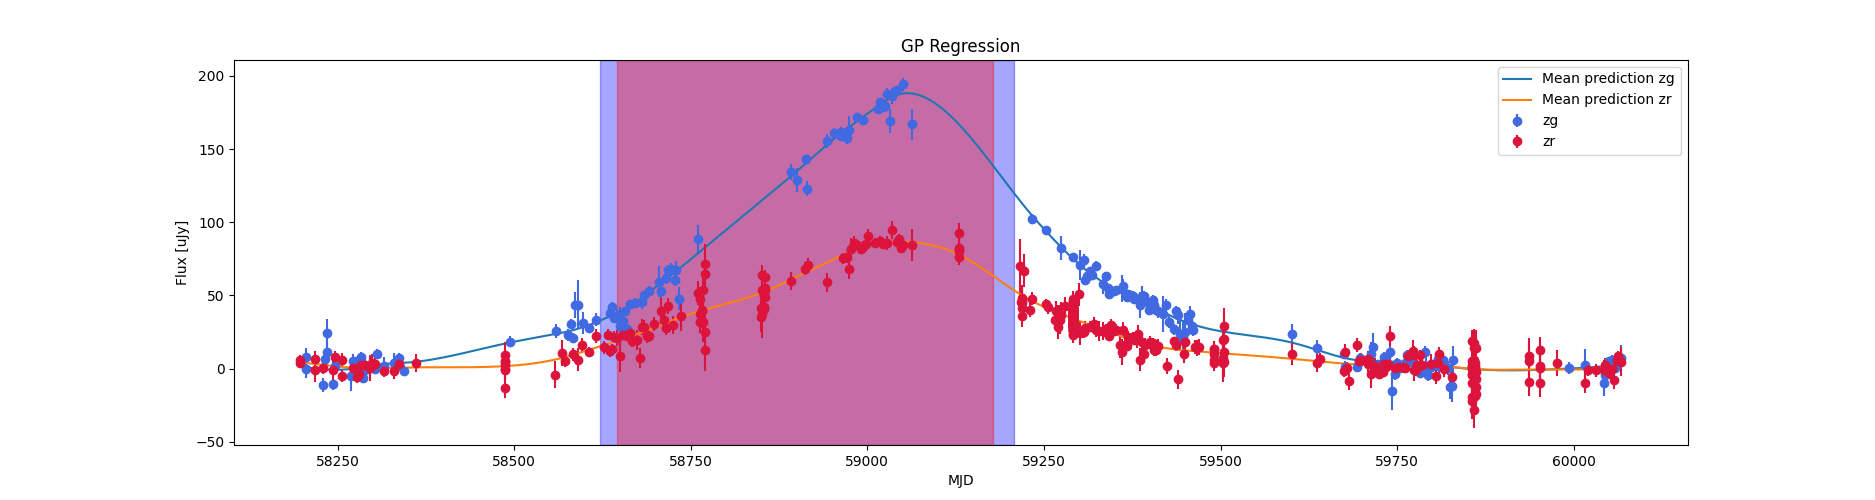 GP Regression
Mean prediction zg
Mean prediction zr
zg
zr
Flux [uJy]
200
150
100
50
0
−50
58250 58500 58750 59000 59250 59500 59750 60000
MJD